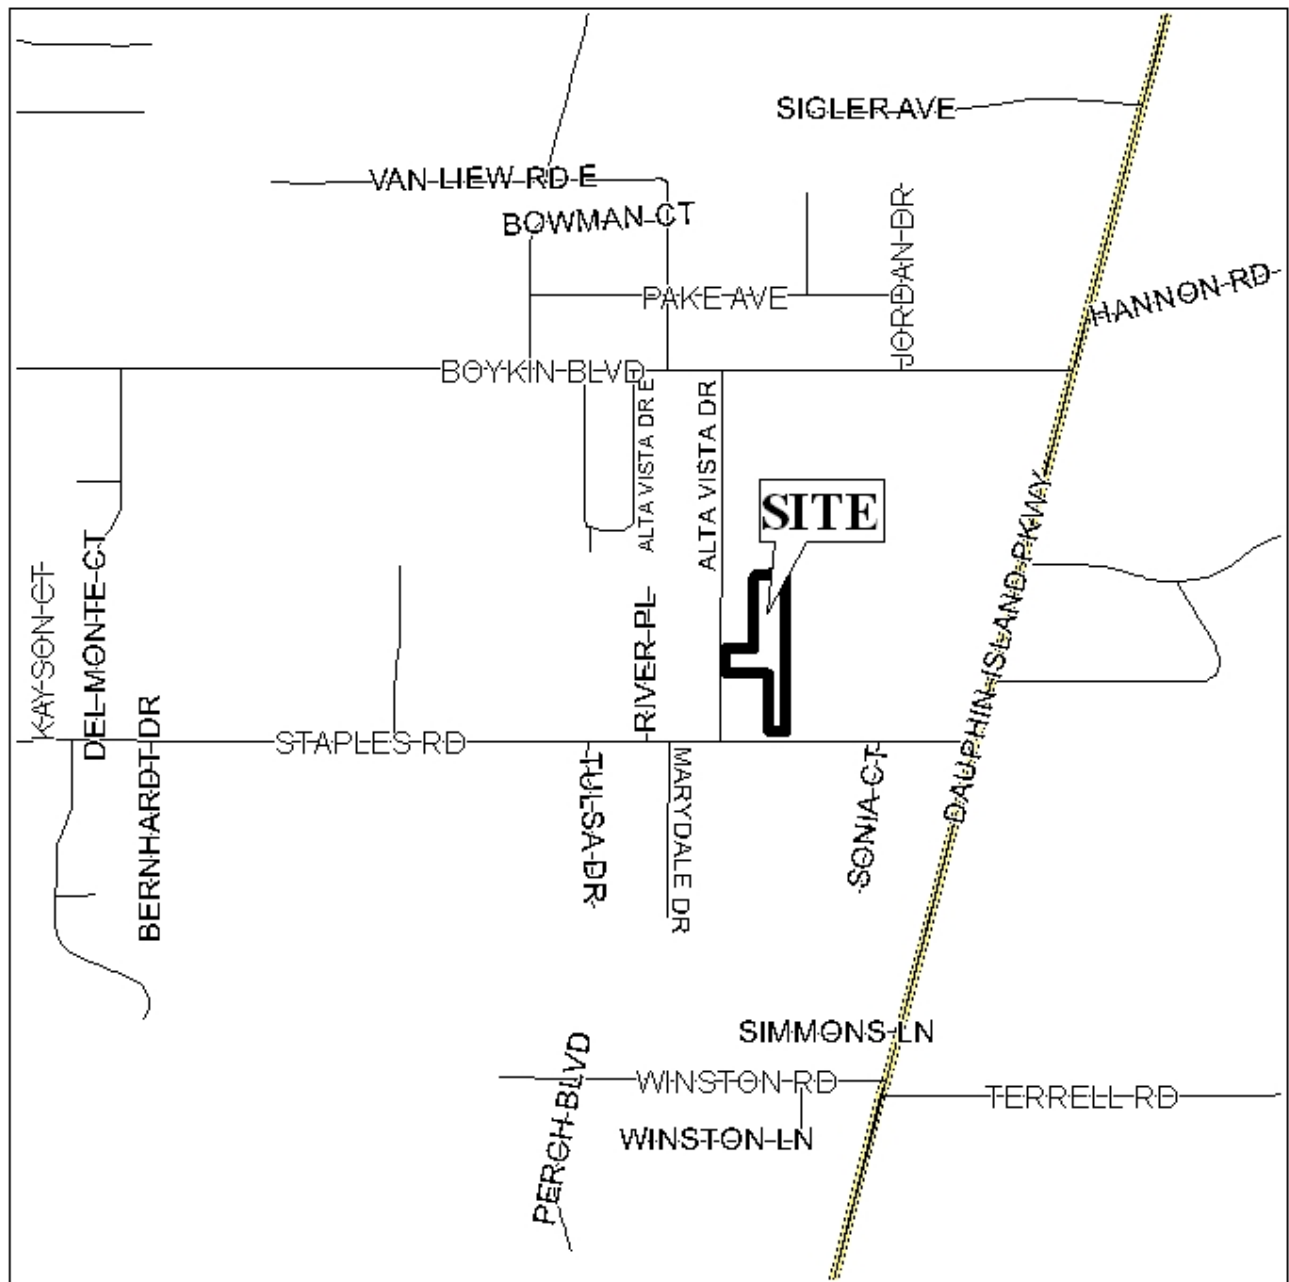 SIGLER AVE
VAN LIEW RD E
BOWMAN CT
JORDAN DR
PAKE AVE
HANNON RD
BOYKIN BLVD
ALTA VISTA DR E
ALTA VISTA DR
SITE
DAUPHIN ISLAND PKWY
KAY SON CT
DEL MONTE CT
RIVER PL
BERNHARDT DR
STAPLES RD
TULSA DR
MARYDALE DR
SONIA CT
SIMMONS LN
PERCH BLVD
WINSTON RD
TERRELL RD
WINSTON LN